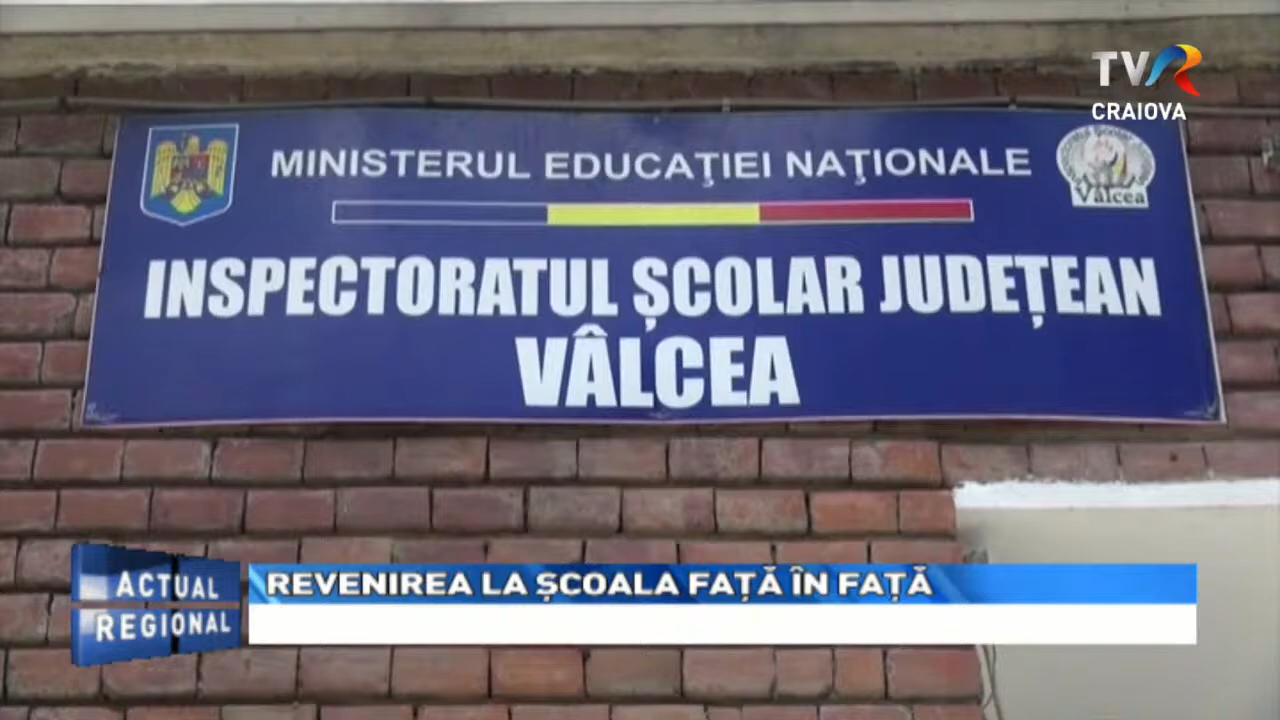 TVR
CRAIOVA
MINISTERUL EDUCAŢIEI NAŢIONALE
Vâlcea
INSPECTORATUL ȘCOLAR JUDEȚEAN
VÂLCEA
ACTUAL
REGIONAL
REVENIREA LA ȘCOALA FAȚĂ ÎN FAȚĂ